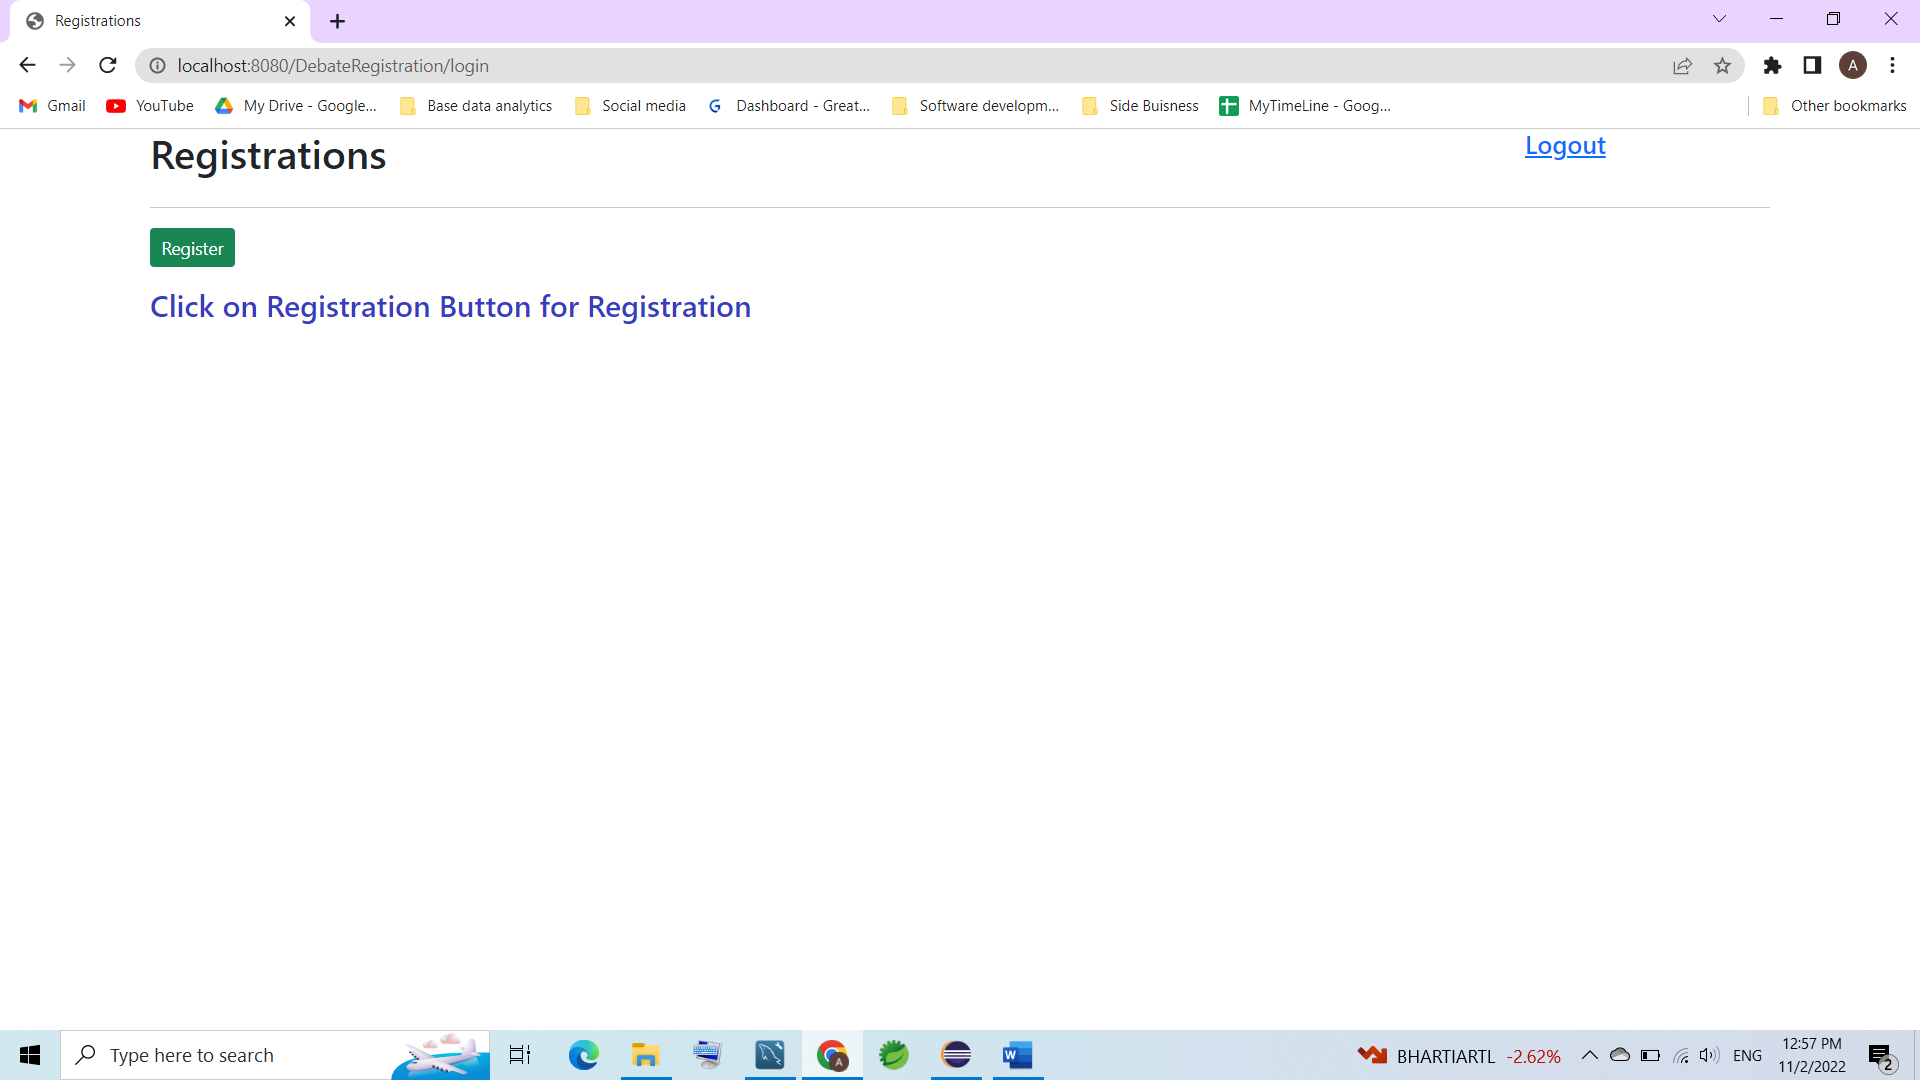 Registrations
localhost:8080/DebateRegistration/login
A
Gmail YouTube My Drive - Google... Base data analytics Social media Dashboard - Great... Software developm... Side Buisness MyTimeLine - Goog... Other bookmarks
Registrations
Logout
Register
Click on Registration Button for Registration
Type here to search
A
W
BHARTIARTL -2.62%
ENG
12:57 PM
11/2/2022
2